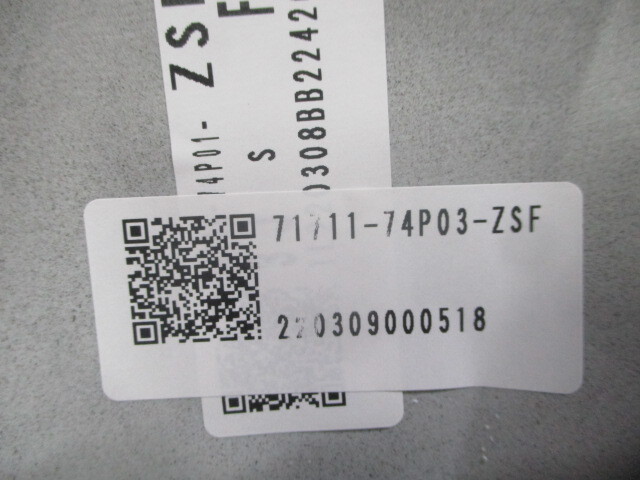 71711-74P03-ZSF
220309000518
74P01- ZS
F
S
0308BB2242